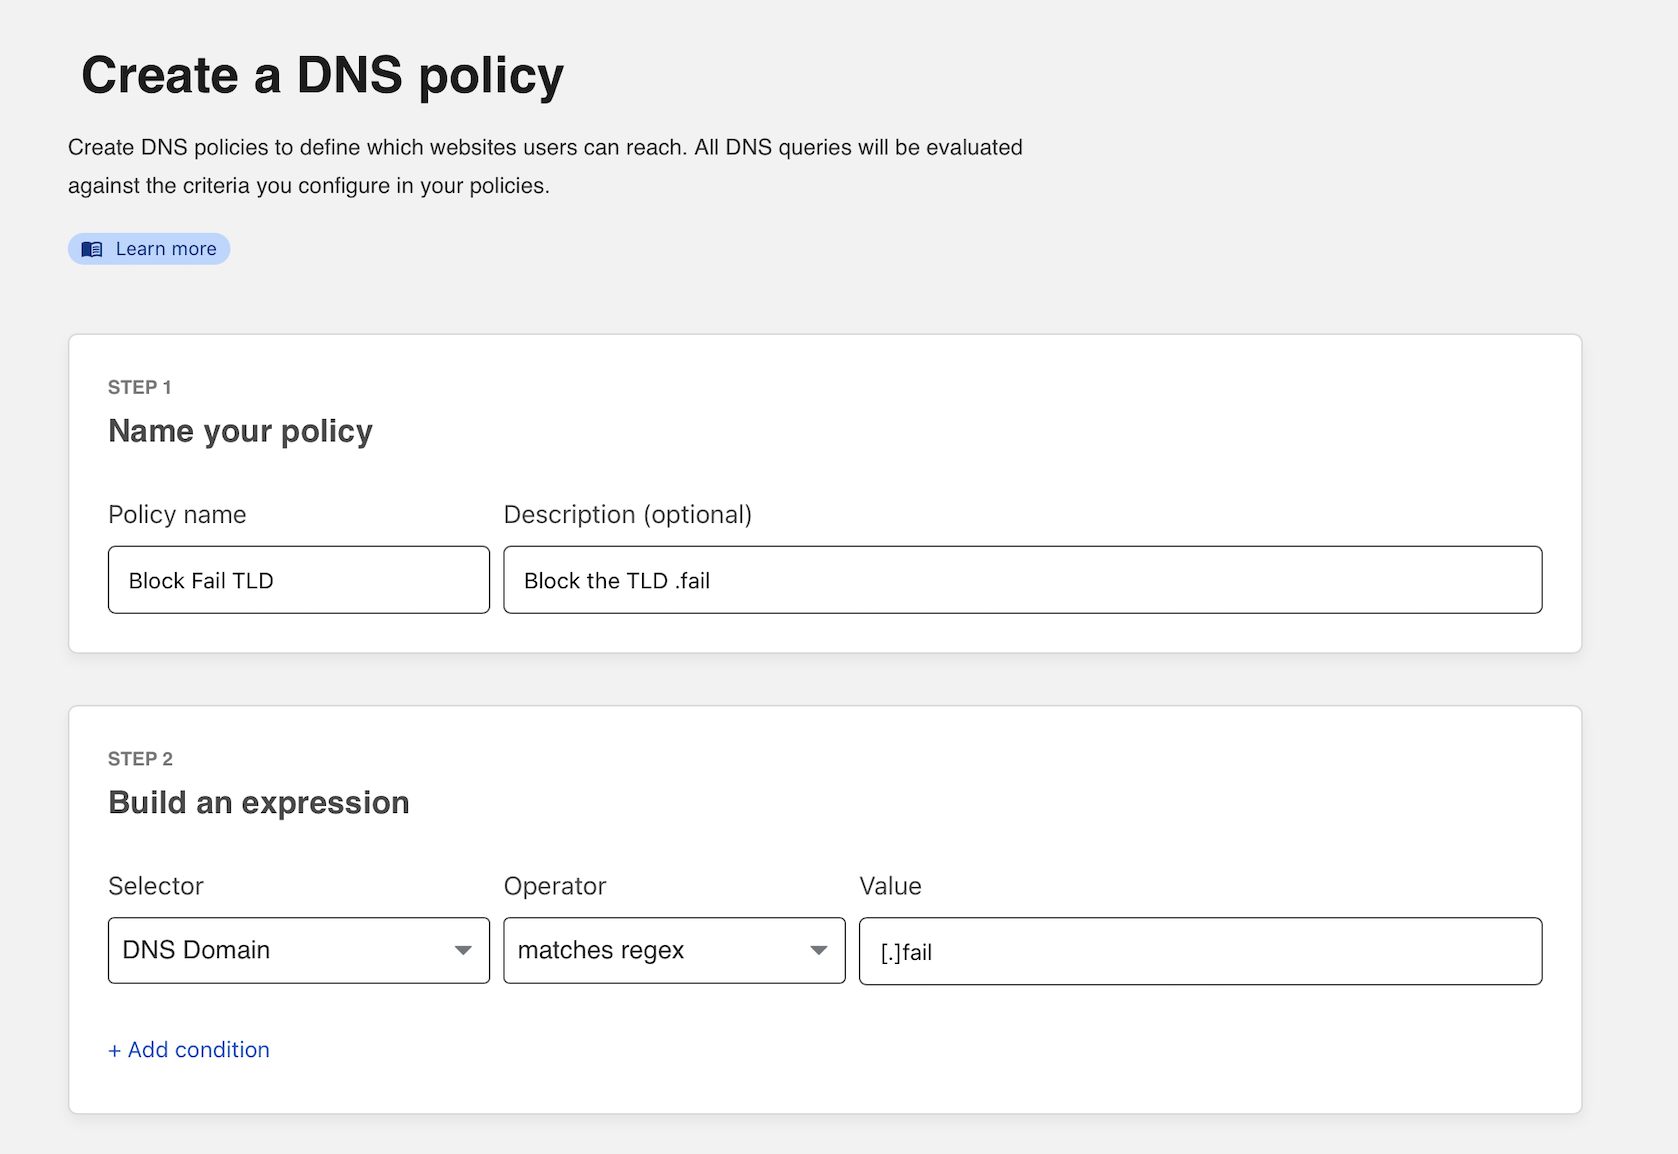 Create a DNS policy
Create DNS policies to define which websites users can reach. All DNS queries will be evaluated
against the criteria you configure in your policies.
Learn more
STEP 1
Name your policy
Policy name
Description (optional)
Block Fail TLD
Block the TLD .fail
STEP 2
Build an expression
Selector
Operator
Value
DNS Domain
matches regex
[.]fail
+ Add condition